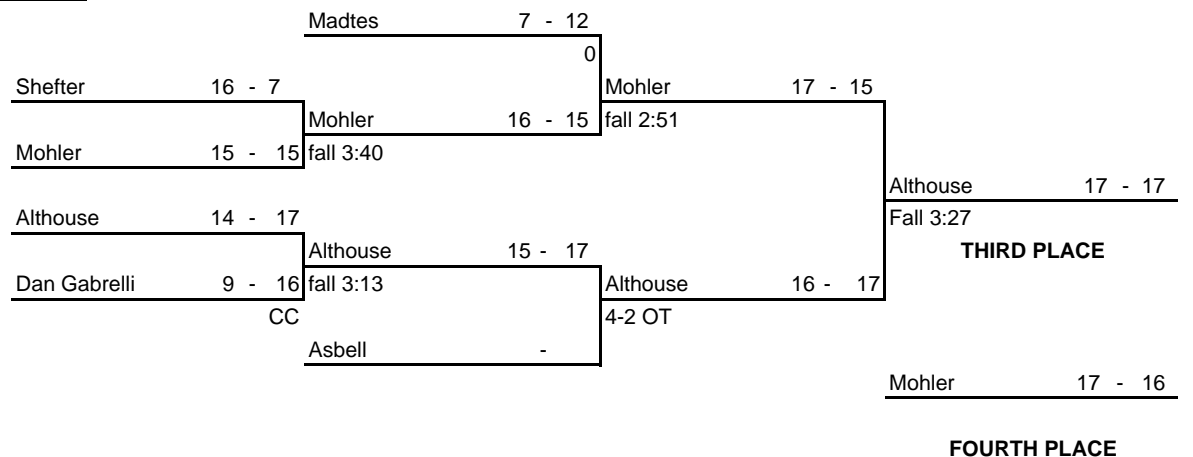 Madtes 7 - 12
0
Shefter 16 - 7
Mohler 17 - 15
Mohler 16 - 15
fall 2:51
Mohler 15 - 15
fall 3:40
Althouse 17 - 17
Althouse 14 - 17
Fall 3:27
Althouse 15 - 17
THIRD PLACE
Dan Gabrelli 9 - 16
fall 3:13
Althouse 16 - 17
CC
4-2 OT
Asbell -
Mohler 17 - 16
FOURTH PLACE